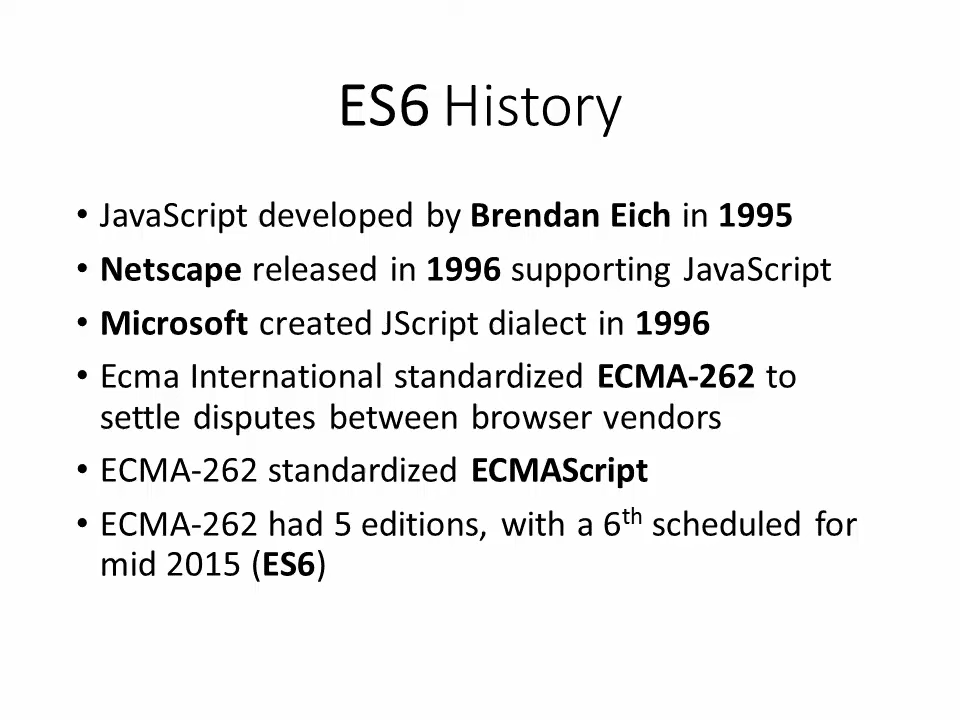 ES6 History
• JavaScript developed by Brendan Eich in 1995
• Netscape released in 1996 supporting JavaScript
• Microsoft created JScript dialect in 1996
• Ecma International standardized ECMA-262 to
settle disputes between browser vendors
• ECMA-262 standardized ECMAScript
• ECMA-262 had 5 editions, with a 6th scheduled for
mid 2015 (ES6)